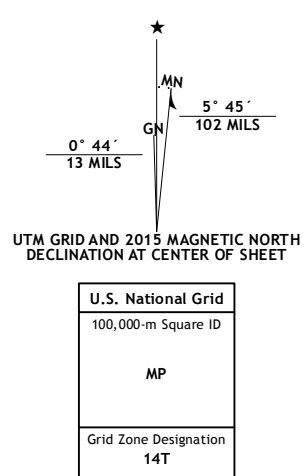 MN
GN
5° 45´
102 MILS
0° 44´
13 MILS
UTM GRID AND 2015 MAGNETIC NORTH
DECLINATION AT CENTER OF SHEET
U.S. National Grid
100,000-m Square ID
MP
Grid Zone Designation
14T